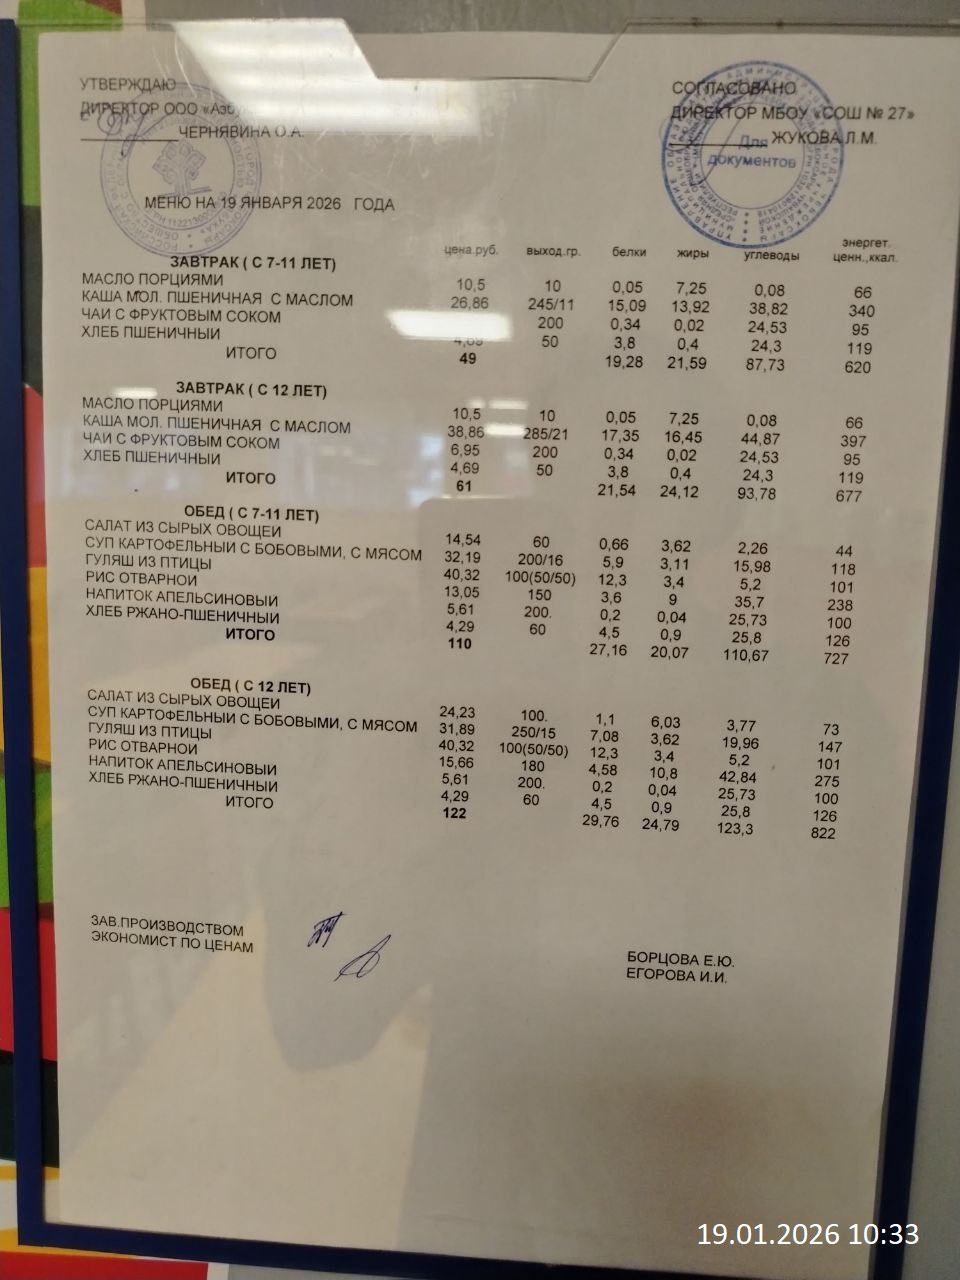 УТВЕРЖДАЮ
ДИРЕКТОР ООО «Азбу
ЧЕРНЯВИНА О.А.
СОГЛАСОВАНО
ДИРЕКТОР МБОУ «СОШ № 27»
ЖУКОВА Л.М.
Для
документов
МЕНЮ НА 19 ЯНВАРЯ 2026 ГОДА
цена.руб. выход.гр. белки жиры углеводы энергет. ценн.,ккал.
ЗАВТРАК ( С 7-11 ЛЕТ)
МАСЛО ПОРЦИЯМИ 10,5 10 0,05 7,25 0,08 66
КАША МОЛ. ПШЕНИЧНАЯ С МАСЛОМ 26,86 245/11 15,09 13,92 38,82 340
ЧАЙ С ФРУКТОВЫМ СОКОМ 200 0,34 0,02 24,53 95
ХЛЕБ ПШЕНИЧНЫЙ 4,69 50 3,8 0,4 24,3 119
ИТОГО 49 19,28 21,59 87,73 620
ЗАВТРАК ( С 12 ЛЕТ)
МАСЛО ПОРЦИЯМИ 10,5 10 0,05 7,25 0,08 66
КАША МОЛ. ПШЕНИЧНАЯ С МАСЛОМ 38,86 285/21 17,35 16,45 44,87 397
ЧАЙ С ФРУКТОВЫМ СОКОМ 6,95 200 0,34 0,02 24,53 95
ХЛЕБ ПШЕНИЧНЫЙ 4,69 50 3,8 0,4 24,3 119
ИТОГО 61 21,54 24,12 93,78 677
ОБЕД ( С 7-11 ЛЕТ)
САЛАТ ИЗ СЫРЫХ ОВОЩЕЙ 14,54 60 0,66 3,62 2,26 44
СУП КАРТОФЕЛЬНЫЙ С БОБОВЫМИ, С МЯСОМ 32,19 200/16 5,9 3,11 15,98 118
ГУЛЯШ ИЗ ПТИЦЫ 40,32 100(50/50) 12,3 3,4 5,2 101
РИС ОТВАРНОЙ 13,05 150 3,6 9 35,7 238
НАПИТОК АПЕЛЬСИНОВЫЙ 5,61 200. 0,2 0,04 25,73 100
ХЛЕБ РЖАНО-ПШЕНИЧНЫЙ 4,29 60 4,5 0,9 25,8 126
ИТОГО 110 27,16 20,07 110,67 727
ОБЕД ( С 12 ЛЕТ)
САЛАТ ИЗ СЫРЫХ ОВОЩЕЙ 24,23 100. 1,1 6,03 3,77 73
СУП КАРТОФЕЛЬНЫЙ С БОБОВЫМИ, С МЯСОМ 31,89 250/15 7,08 3,62 19,96 147
ГУЛЯШ ИЗ ПТИЦЫ 40,32 100(50/50) 12,3 3,4 5,2 101
РИС ОТВАРНОЙ 15,66 180 4,58 10,8 42,84 275
НАПИТОК АПЕЛЬСИНОВЫЙ 5,61 200. 0,2 0,04 25,73 100
ХЛЕБ РЖАНО-ПШЕНИЧНЫЙ 4,29 60 4,5 0,9 25,8 126
ИТОГО 122 29,76 24,79 123,3 822
ЗАВ.ПРОИЗВОДСТВОМ БОРЦОВА Е.Ю.
ЭКОНОМИСТ ПО ЦЕНАМ ЕГОРОВА И.И.
19.01.2026 10:33